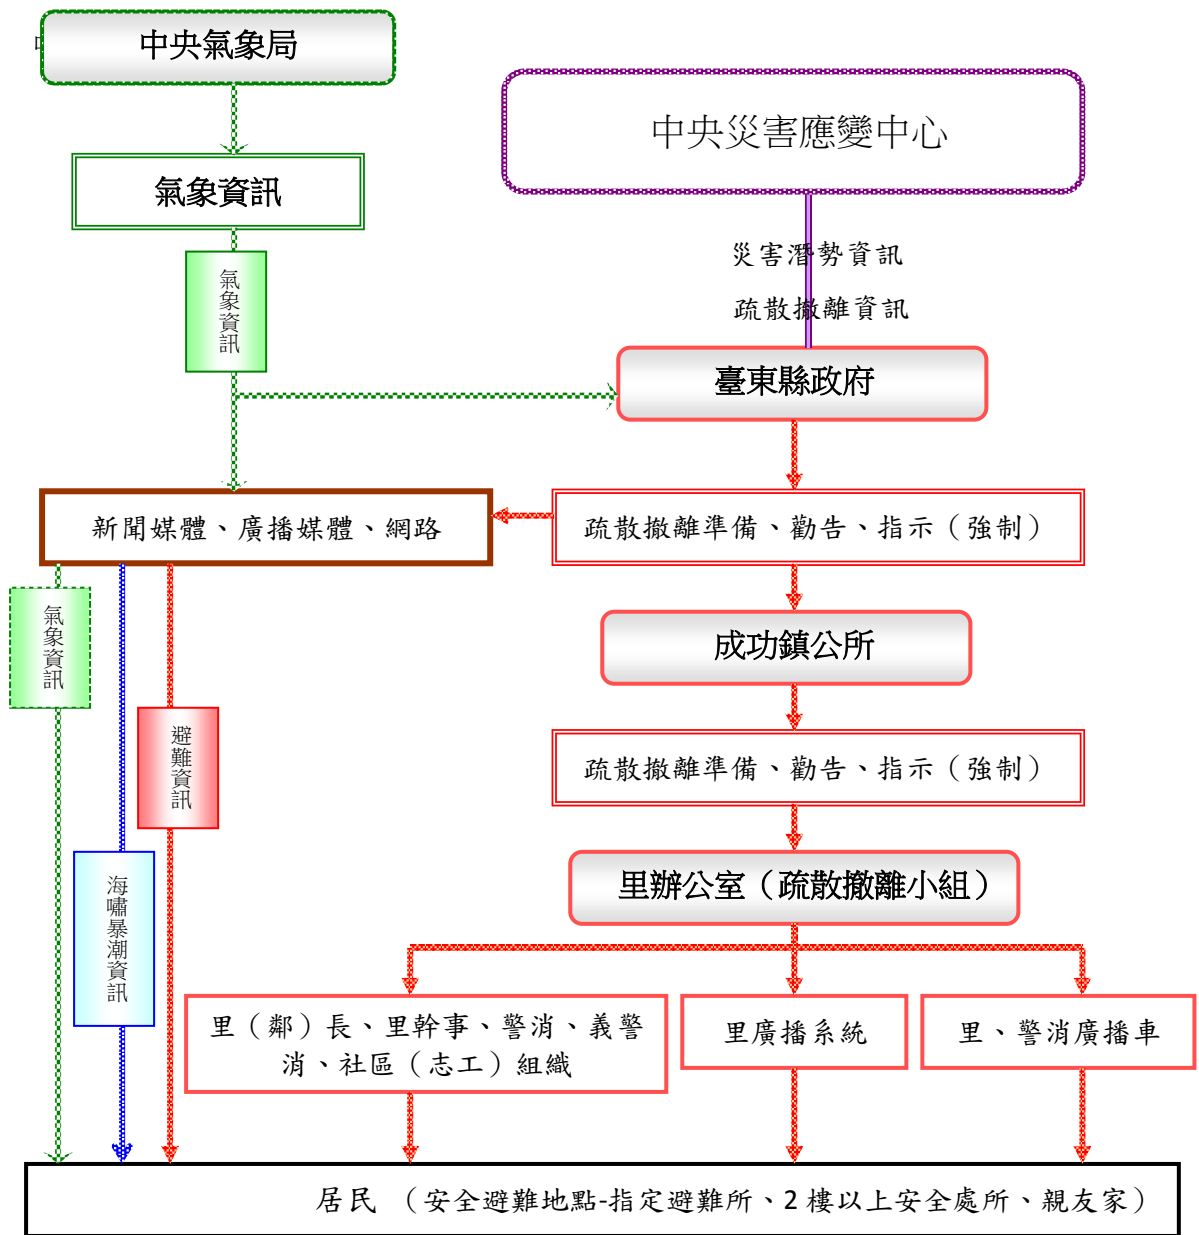 中央氣象局
中央災害應變中心
氣象資訊
災害潛勢資訊
氣象資訊
疏散撤離資訊
臺東縣政府
新聞媒體、廣播媒體、網路
疏散撤離準備、勸告、指示（強制）
氣象資訊
成功鎮公所
避難資訊
疏散撤離準備、勸告、指示（強制）
海嘯暴潮資訊
里辦公室（疏散撤離小組）
里（鄰）長、里幹事、警消、義警
消、社區（志工）組織
里廣播系統
里、警消廣播車
居民 （安全避難地點-指定避難所、2 樓以上安全處所、親友家）